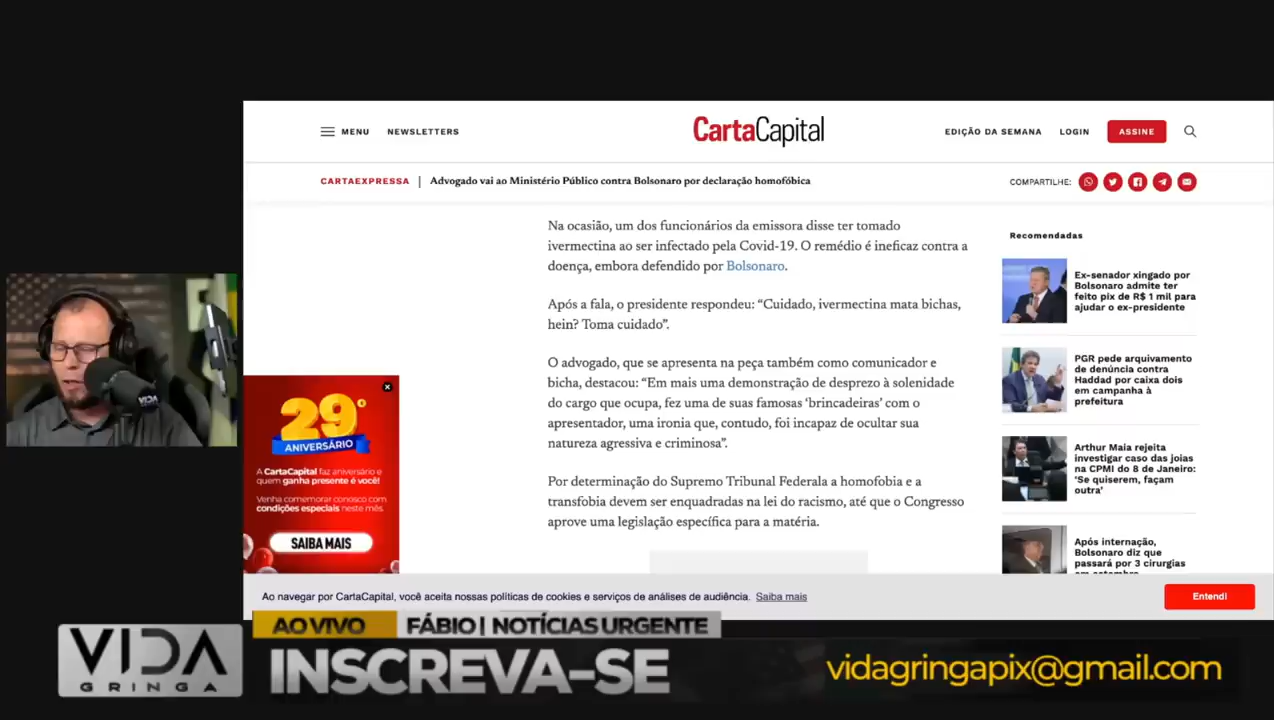 MENU
NEWSLETTERS
CartaCapital
EDIÇÃO DA SEMANA
LOGIN
ASSINE
CARTAEXPRESSA | Advogado vai ao Ministério Público contra Bolsonaro por declaração homofóbica
COMPARTILHE:
Na ocasião, um dos funcionários da emissora disse ter tomado
ivermectina ao ser infectado pela Covid-19. O remédio é ineficaz contra a
doença, embora defendido por Bolsonaro.
Após a fala, o presidente respondeu: “Cuidado, ivermectina mata bichas,
hein? Toma cuidado”.
O advogado, que se apresenta na peça também como comunicador e
bicha, destacou: “Em mais uma demonstração de desprezo à solenidade
do cargo que ocupa, fez uma de suas famosas ‘brincadeiras’ com o
apresentador, uma ironia que, contudo, foi incapaz de ocultar sua
natureza agressiva e criminosa”.
Por determinação do Supremo Tribunal Federala a homofobia e a
transfobia devem ser enquadradas na lei do racismo, até que o Congresso
aprove uma legislação específica para a matéria.
Recomendadas
Ex-senador xingado por
Bolsonaro admite ter
feito pix de R$ 1 mil para
ajudar o ex-presidente
PGR pede arquivamento
de denúncia contra
Haddad por caixa dois
em campanha à
prefeitura
Arthur Maia rejeita
investigar caso das joias
na CPMI do 8 de Janeiro:
'Se quiserem, façam
outra'
Após internação,
Bolsonaro diz que
passará por 3 cirurgias
em setembro
29º
ANIVERSÁRIO
A CartaCapital faz aniversário e
quem ganha presente é você!
Venha comemorar conosco com
condições especiais neste mês.
SAIBA MAIS
VIDA
Ao navegar por CartaCapital, você aceita nossas políticas de cookies e serviços de análises de audiência. Saiba mais
Entendi
AO VIVO
FÁBIO | NOTÍCIAS URGENTE
VIDA
GRINGA
INSCREVA-SE
vidagringapix@gmail.com